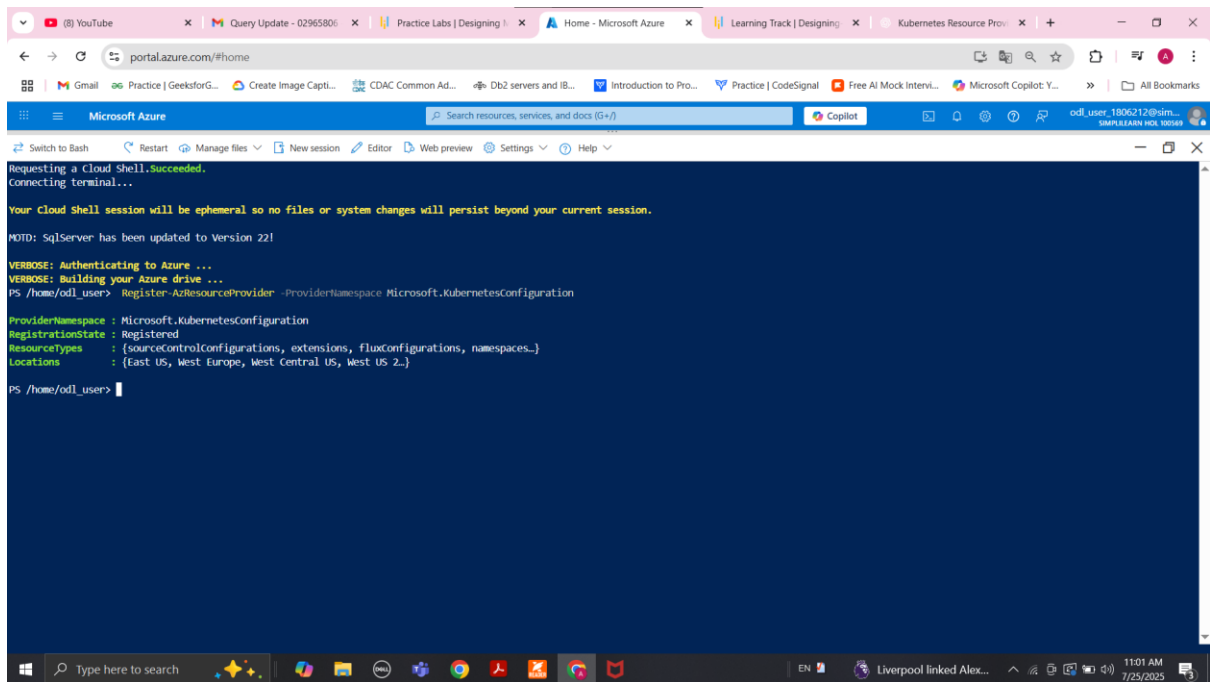 (8) YouTube
Query Update - 02965806
Practice Labs | Designing
Home - Microsoft Azure
Learning Track | Designing
Kubernetes Resource Prov
portal.azure.com/#home
A
Gmail
Practice | GeeksforG...
Create Image Capti...
CDAC Common Ad...
Db2 servers and IB...
Introduction to Pro...
Practice | CodeSignal
Free AI Mock Intervi...
Microsoft Copilot: Y...
»
All Bookmarks
Microsoft Azure
Search resources, services, and docs (G+/)
Copilot
odl_user_1806212@sim...
SIMPLILEARN HOL 100569
Switch to Bash
Restart
Manage files
New session
Editor
Web preview
Settings
Help
Requesting a Cloud Shell.Succeeded.
Connecting terminal...
Your Cloud Shell session will be ephemeral so no files or system changes will persist beyond your current session.
MOTD: SqlServer has been updated to Version 22!
VERBOSE: Authenticating to Azure ...
VERBOSE: Building your Azure drive ...
PS /home/odl_user> Register-AzResourceProvider -ProviderNamespace Microsoft.KubernetesConfiguration
ProviderNamespace : Microsoft.KubernetesConfiguration
RegistrationState : Registered
ResourceTypes : {sourceControlConfigurations, extensions, fluxConfigurations, namespaces…}
Locations : {East US, West Europe, West Central US, West US 2…}
PS /home/odl_user>
Type here to search
DELL
EN
Liverpool linked Alex...
11:01 AM
7/25/2025
3